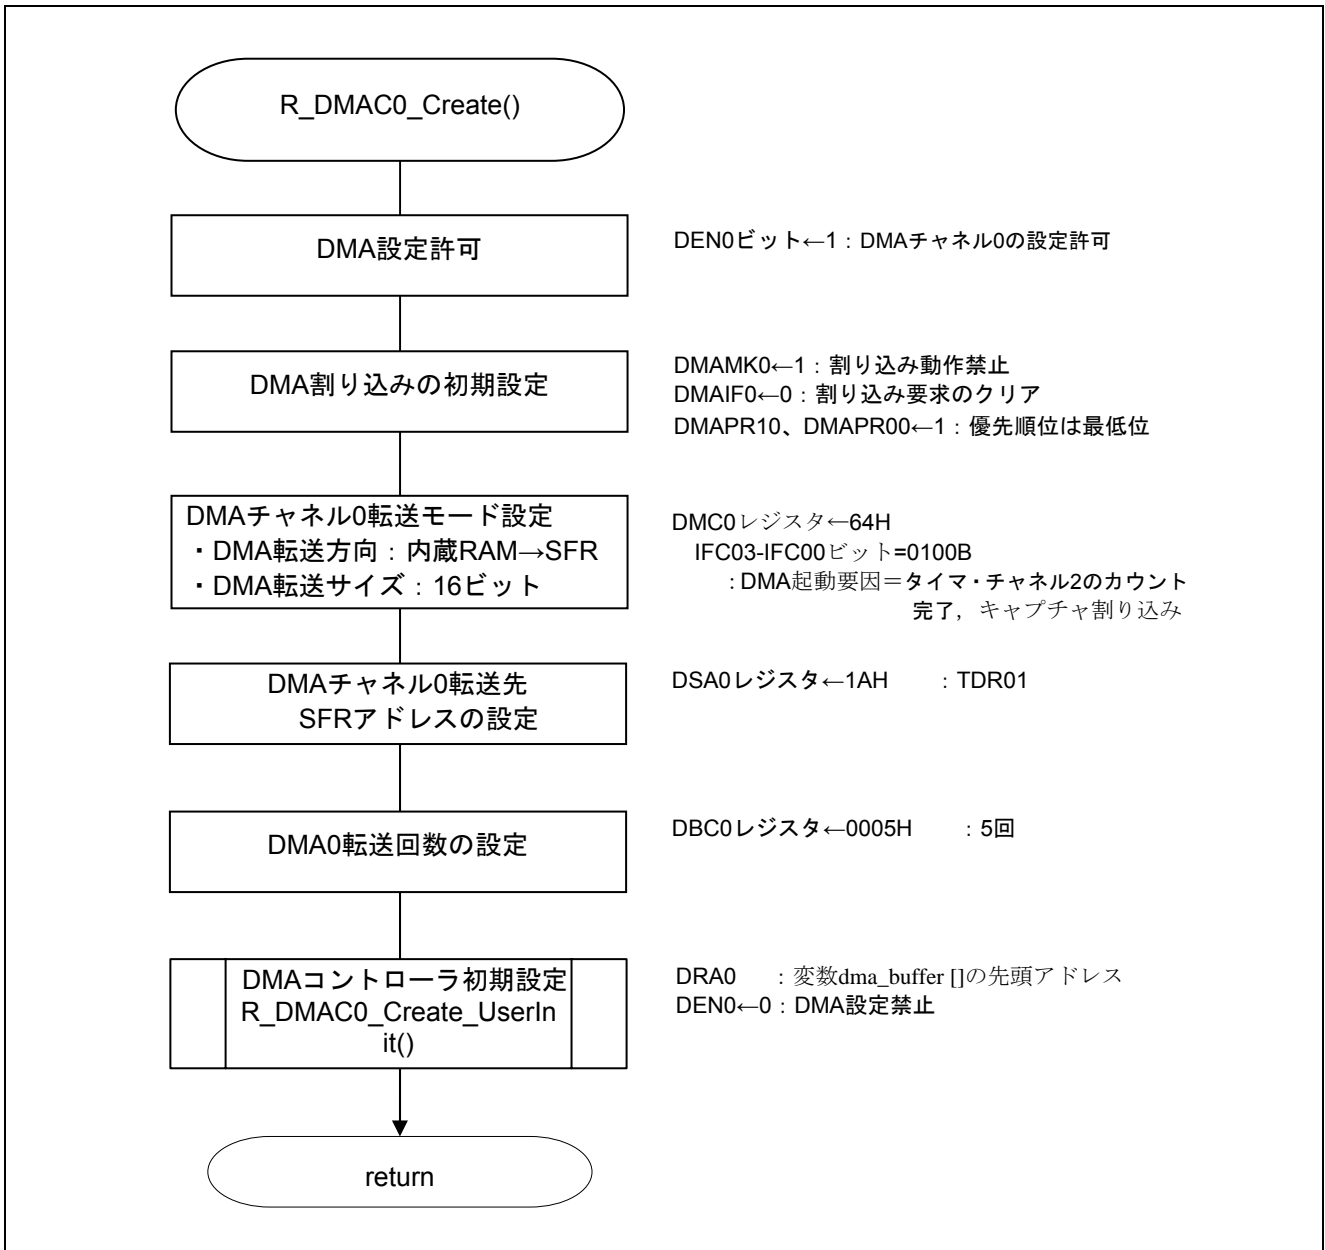 R_DMAC0_Create()
DMA設定許可
DEN0ビット←1：DMAチャネル0の設定許可
DMA割り込みの初期設定
DMAMK0←1：割り込み動作禁止
DMAIF0←0：割り込み要求のクリア
DMAPR10、DMAPR00←1：優先順位は最低位
DMAチャネル0転送モード設定
・DMA転送方向：内蔵RAM→SFR
・DMA転送サイズ：16ビット
DMC0レジスタ←64H
IFC03-IFC00ビット=0100B
：DMA起動要因＝タイマ・チャネル2のカウント
完了，キャプチャ割り込み
DMAチャネル0転送先
SFRアドレスの設定
DSA0レジスタ←1AH　　：TDR01
DMA0転送回数の設定
DBC0レジスタ←0005H　　：5回
DMAコントローラ初期設定
R_DMAC0_Create_UserIn
it()
DRA0　　：変数dma_buffer []の先頭アドレス
DEN0←0：DMA設定禁止
return